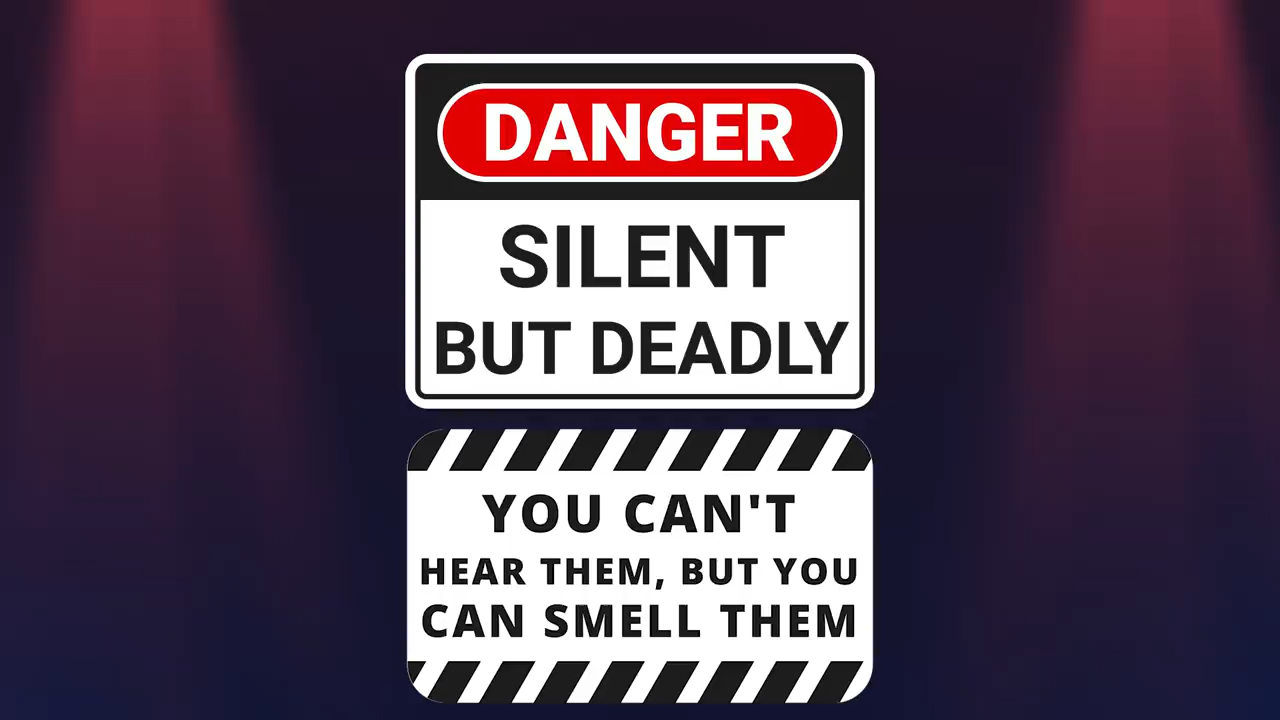 DANGER
SILENT
BUT DEADLY
YOU CAN'T
HEAR THEM, BUT YOU
CAN SMELL THEM